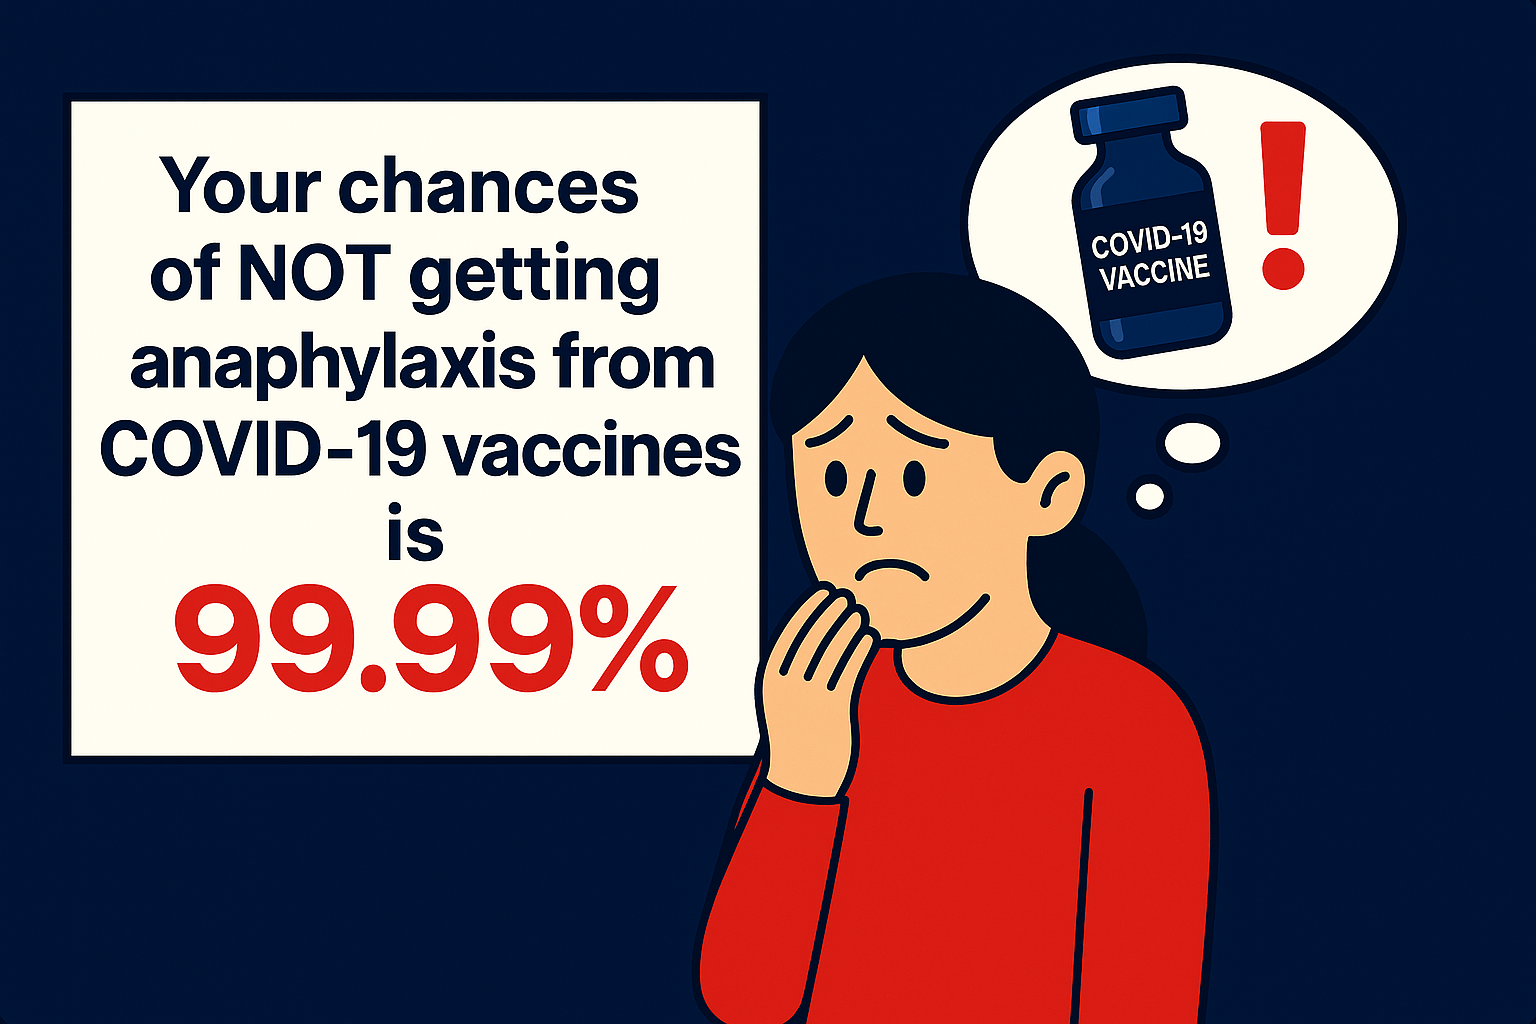 Your chances
of NOT getting
anaphylaxis from
COVID-19 vaccines
is
99.99%
COVID-19
VACCINE
!